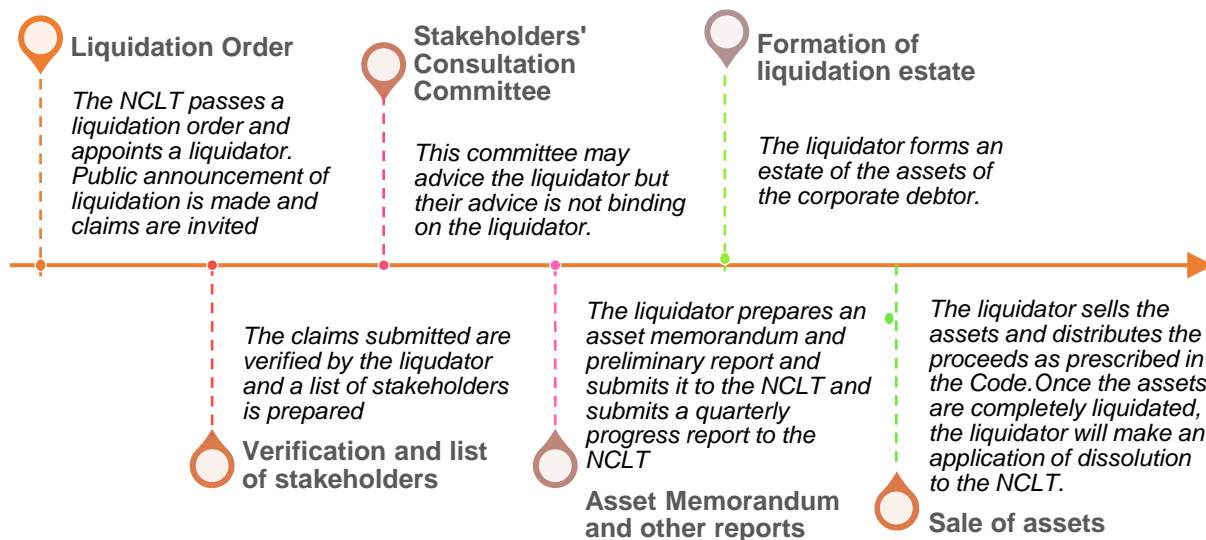 Liquidation Order
The NCLT passes a
liquidation order and
appoints a liquidator.
Public announcement of
liquidation is made and
claims are invited
The claims submitted are
verified by the liqudator
and a list of stakeholders
is prepared
Verification and list
of stakeholders
Stakeholders'
Consultation
Committee
This committee may
advice the liquidator but
their advice is not binding
on the liquidator.
The liquidator prepares an
asset memorandum and
preliminary report and
submits it to the NCLT and
submits a quarterly
progress report to the
NCLT
Asset Memorandum
and other reports
Formation of
liquidation estate
The liquidator forms an
estate of the assets of
the corporate debtor.
The liquidator sells the
assets and distributes the
proceeds as prescribed in
the Code.Once the assets
are completely liquidated,
the liquidator will make an
application of dissolution
to the NCLT.
Sale of assets